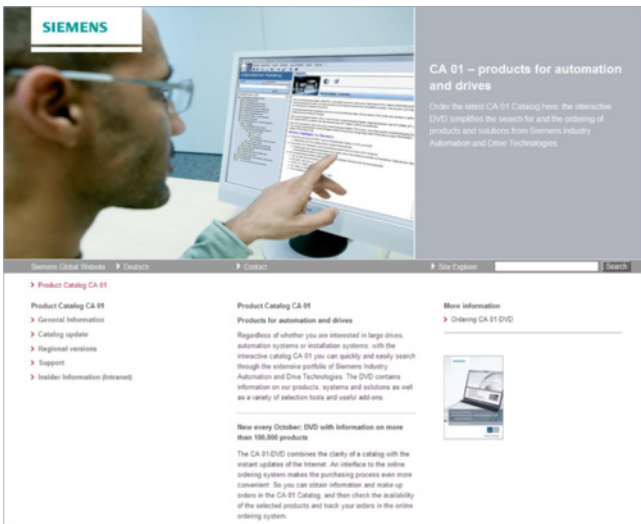 SIEMENS
CA 01 – products for automation
and drives
Order the latest CA 01 Catalog here: the interactive
DVD simplifies the search for and the ordering of
products and solutions from Siemens Industry
Automation and Drive Technologies.
Siemens Global Website Deutsch Contact Site Explorer Search
Product Catalog CA 01
Product Catalog CA 01
General Information
Catalog update
Regional versions
Support
Insider Information (Intranet)
Product Catalog CA 01
Products for automation and drives
Regardless of whether you are interested in large drives,
automation systems or installation systems: with the
interactive catalog CA 01 you can quickly and easily search
through the extensive portfolio of Siemens Industry
Automation and Drive Technologies. The DVD contains
information on our products, systems and solutions as well
as a variety of selection tools and useful add-ons.
New every October: DVD with information on more
than 100,000 products
The CA 01-DVD combines the clarity of a catalog with the
instant updates of the Internet. An interface to the online
ordering system makes the purchasing process even more
convenient. So you can obtain information and make up
orders in the CA 01 Catalog, and then check the availability
of the selected products and track your orders in the online
ordering system.
More information
Ordering CA 01 DVD
SIEMENS